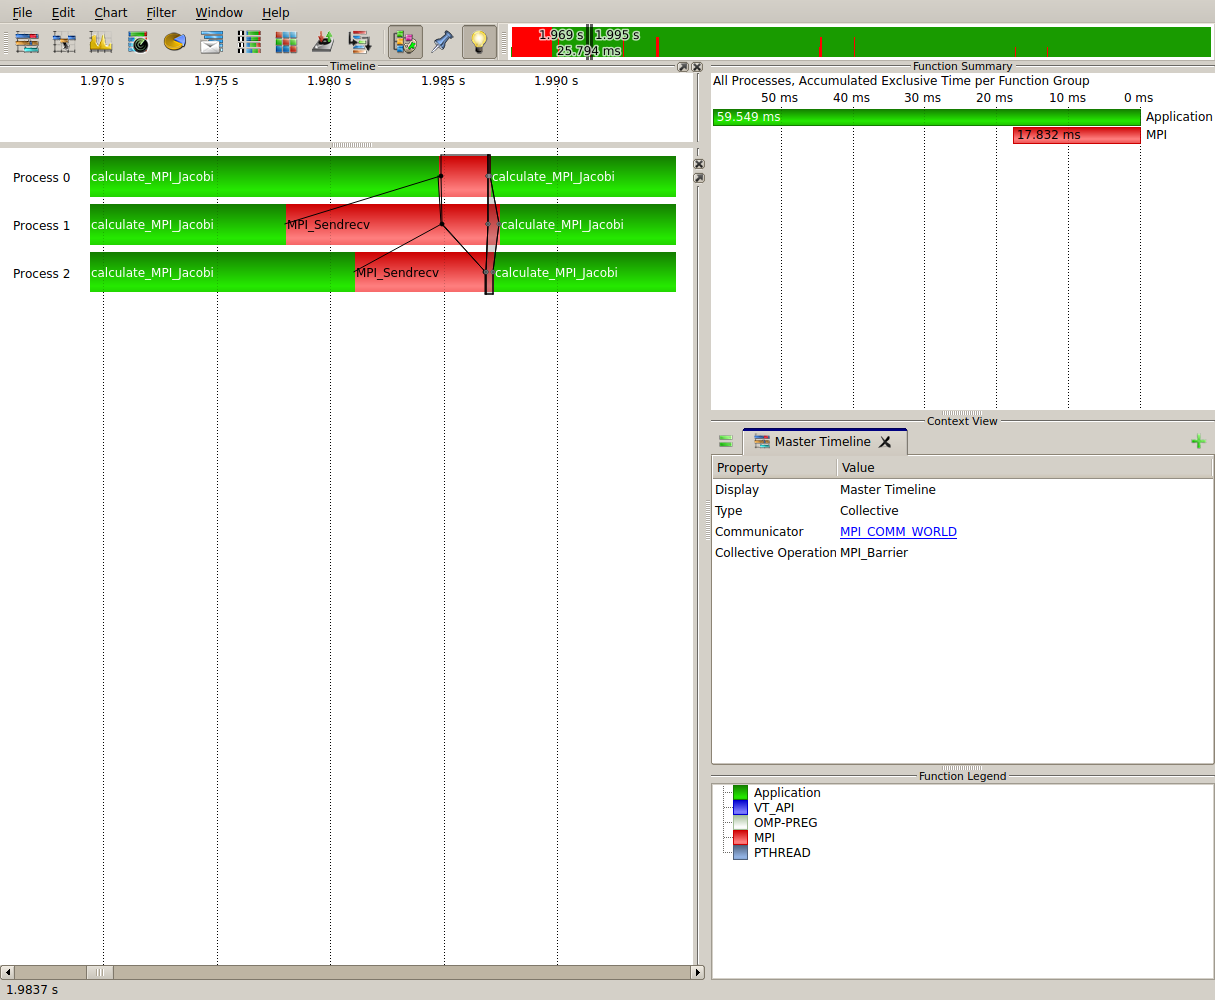 File Edit Chart Filter Window Help
1.969 s 1.995 s
25.794 ms
Timeline
1.970 s 1.975 s 1.980 s 1.985 s 1.990 s
Process 0 calculate_MPI_Jacobi calculate_MPI_Jacobi
Process 1 calculate_MPI_Jacobi MPI_Sendrecv calculate_MPI_Jacobi
Process 2 calculate_MPI_Jacobi MPI_Sendrecv calculate_MPI_Jacobi
Function Summary
All Processes, Accumulated Exclusive Time per Function Group
50 ms 40 ms 30 ms 20 ms 10 ms 0 ms
59.549 ms Application
17.832 ms MPI
Context View
Master Timeline
Property Value
Display Master Timeline
Type Collective
Communicator MPI_COMM_WORLD
Collective Operation MPI_Barrier
Function Legend
Application
VT_API
OMP-PREG
MPI
PTHREAD
1.9837 s